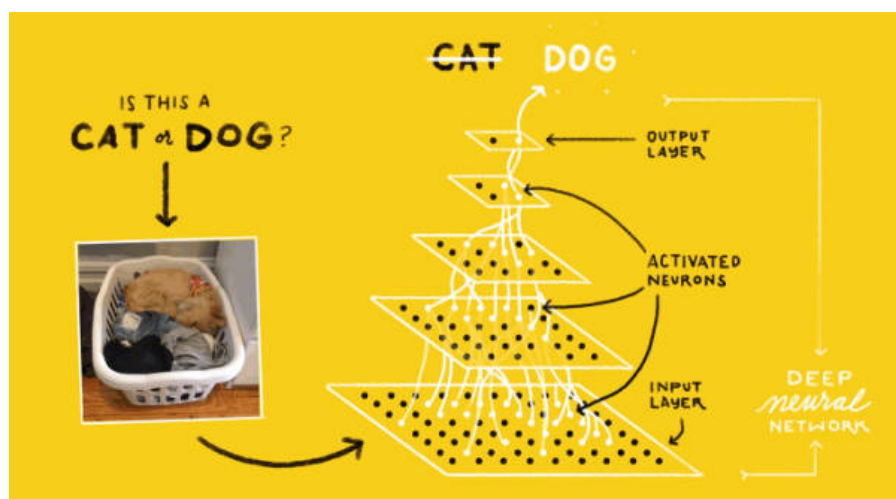 IS THIS A
CAT or DOG?
CAT DOG
OUTPUT
LAYER
ACTIVATED
NEURONS
INPUT
LAYER
DEEP
neural
NETWORK